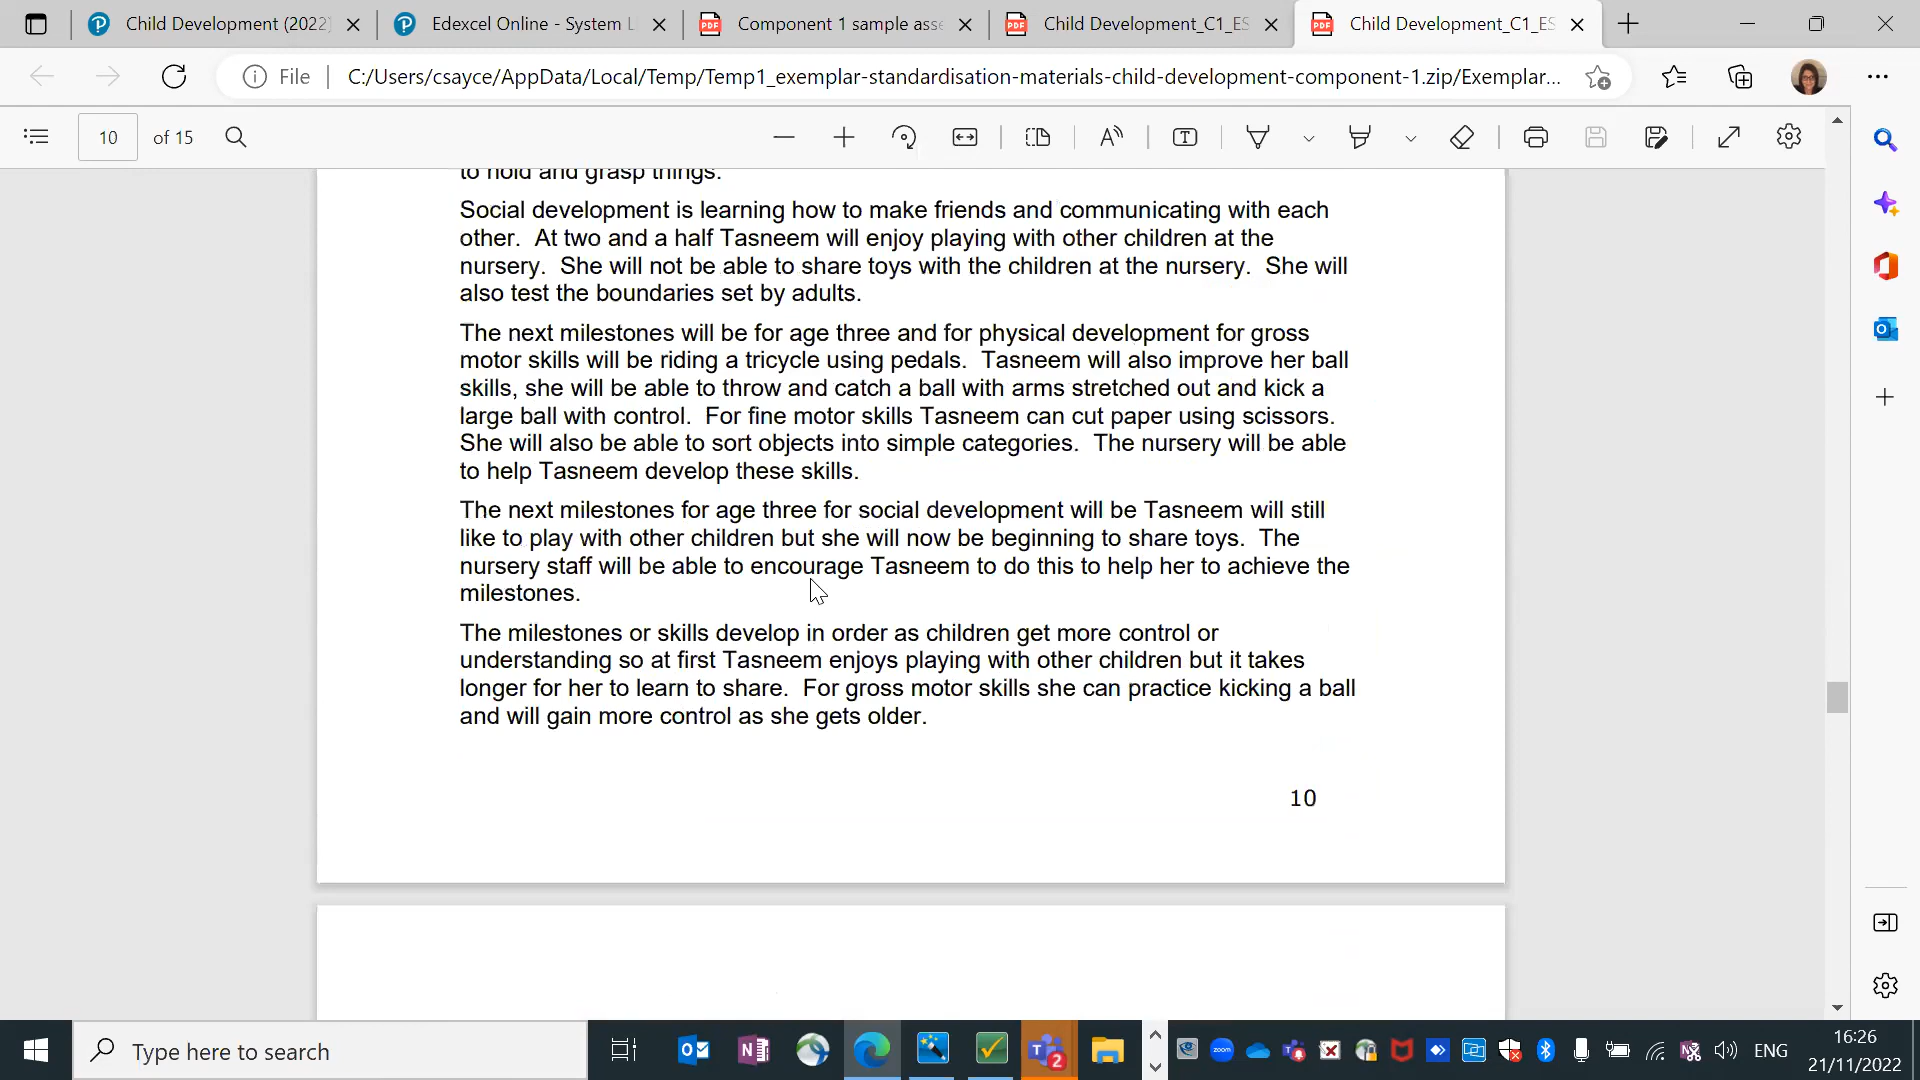 Child Development (2022)
Edexcel Online - System L
Component 1 sample asse
Child Development_C1_ES
Child Development_C1_ES
File
C:/Users/csayce/AppData/Local/Temp/Temp1_exemplar-standardisation-materials-child-development-component-1.zip/Exemplar...
10 of 15
to hold and grasp things.
Social development is learning how to make friends and communicating with each
other. At two and a half Tasneem will enjoy playing with other children at the
nursery. She will not be able to share toys with the children at the nursery. She will
also test the boundaries set by adults.
The next milestones will be for age three and for physical development for gross
motor skills will be riding a tricycle using pedals. Tasneem will also improve her ball
skills, she will be able to throw and catch a ball with arms stretched out and kick a
large ball with control. For fine motor skills Tasneem can cut paper using scissors.
She will also be able to sort objects into simple categories. The nursery will be able
to help Tasneem develop these skills.
The next milestones for age three for social development will be Tasneem will still
like to play with other children but she will now be beginning to share toys. The
nursery staff will be able to encourage Tasneem to do this to help her to achieve the
milestones.
The milestones or skills develop in order as children get more control or
understanding so at first Tasneem enjoys playing with other children but it takes
longer for her to learn to share. For gross motor skills she can practice kicking a ball
and will gain more control as she gets older.
10
Type here to search
2
zoom
ENG
16:26
21/11/2022